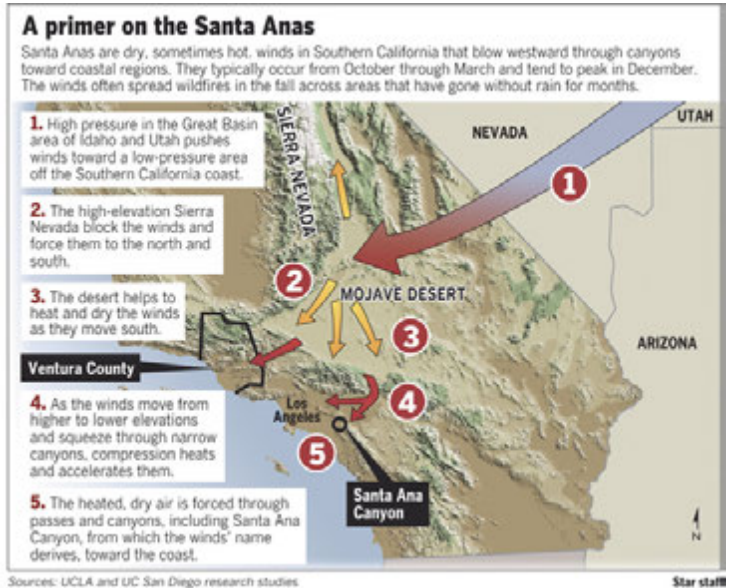 A primer on the Santa Anas
Santa Anas are dry, sometimes hot, winds in Southern California that blow westward through canyons
toward coastal regions. They typically occur from October through March and tend to peak in December.
The winds often spread wildfires in the fall across areas that have gone without rain for months.
1. High pressure in the Great Basin
area of Idaho and Utah pushes
winds toward a low-pressure area
off the Southern California coast.
2. The high-elevation Sierra
Nevada block the winds and
force them to the north and
south.
3. The desert helps to
heat and dry the winds
as they move south.
Ventura County
4. As the winds move from
higher to lower elevations
and squeeze through narrow
canyons, compression heats
and accelerates them.
5. The heated, dry air is forced through
passes and canyons, including Santa Ana
Canyon, from which the winds' name
derives, toward the coast.
SIERRA NEVADA
NEVADA
UTAH
1
2
MOJAVE DESERT
3
ARIZONA
Los
Angeles
4
5
Santa Ana
Canyon
N
Sources: UCLA and UC San Diego research studies
Star staff